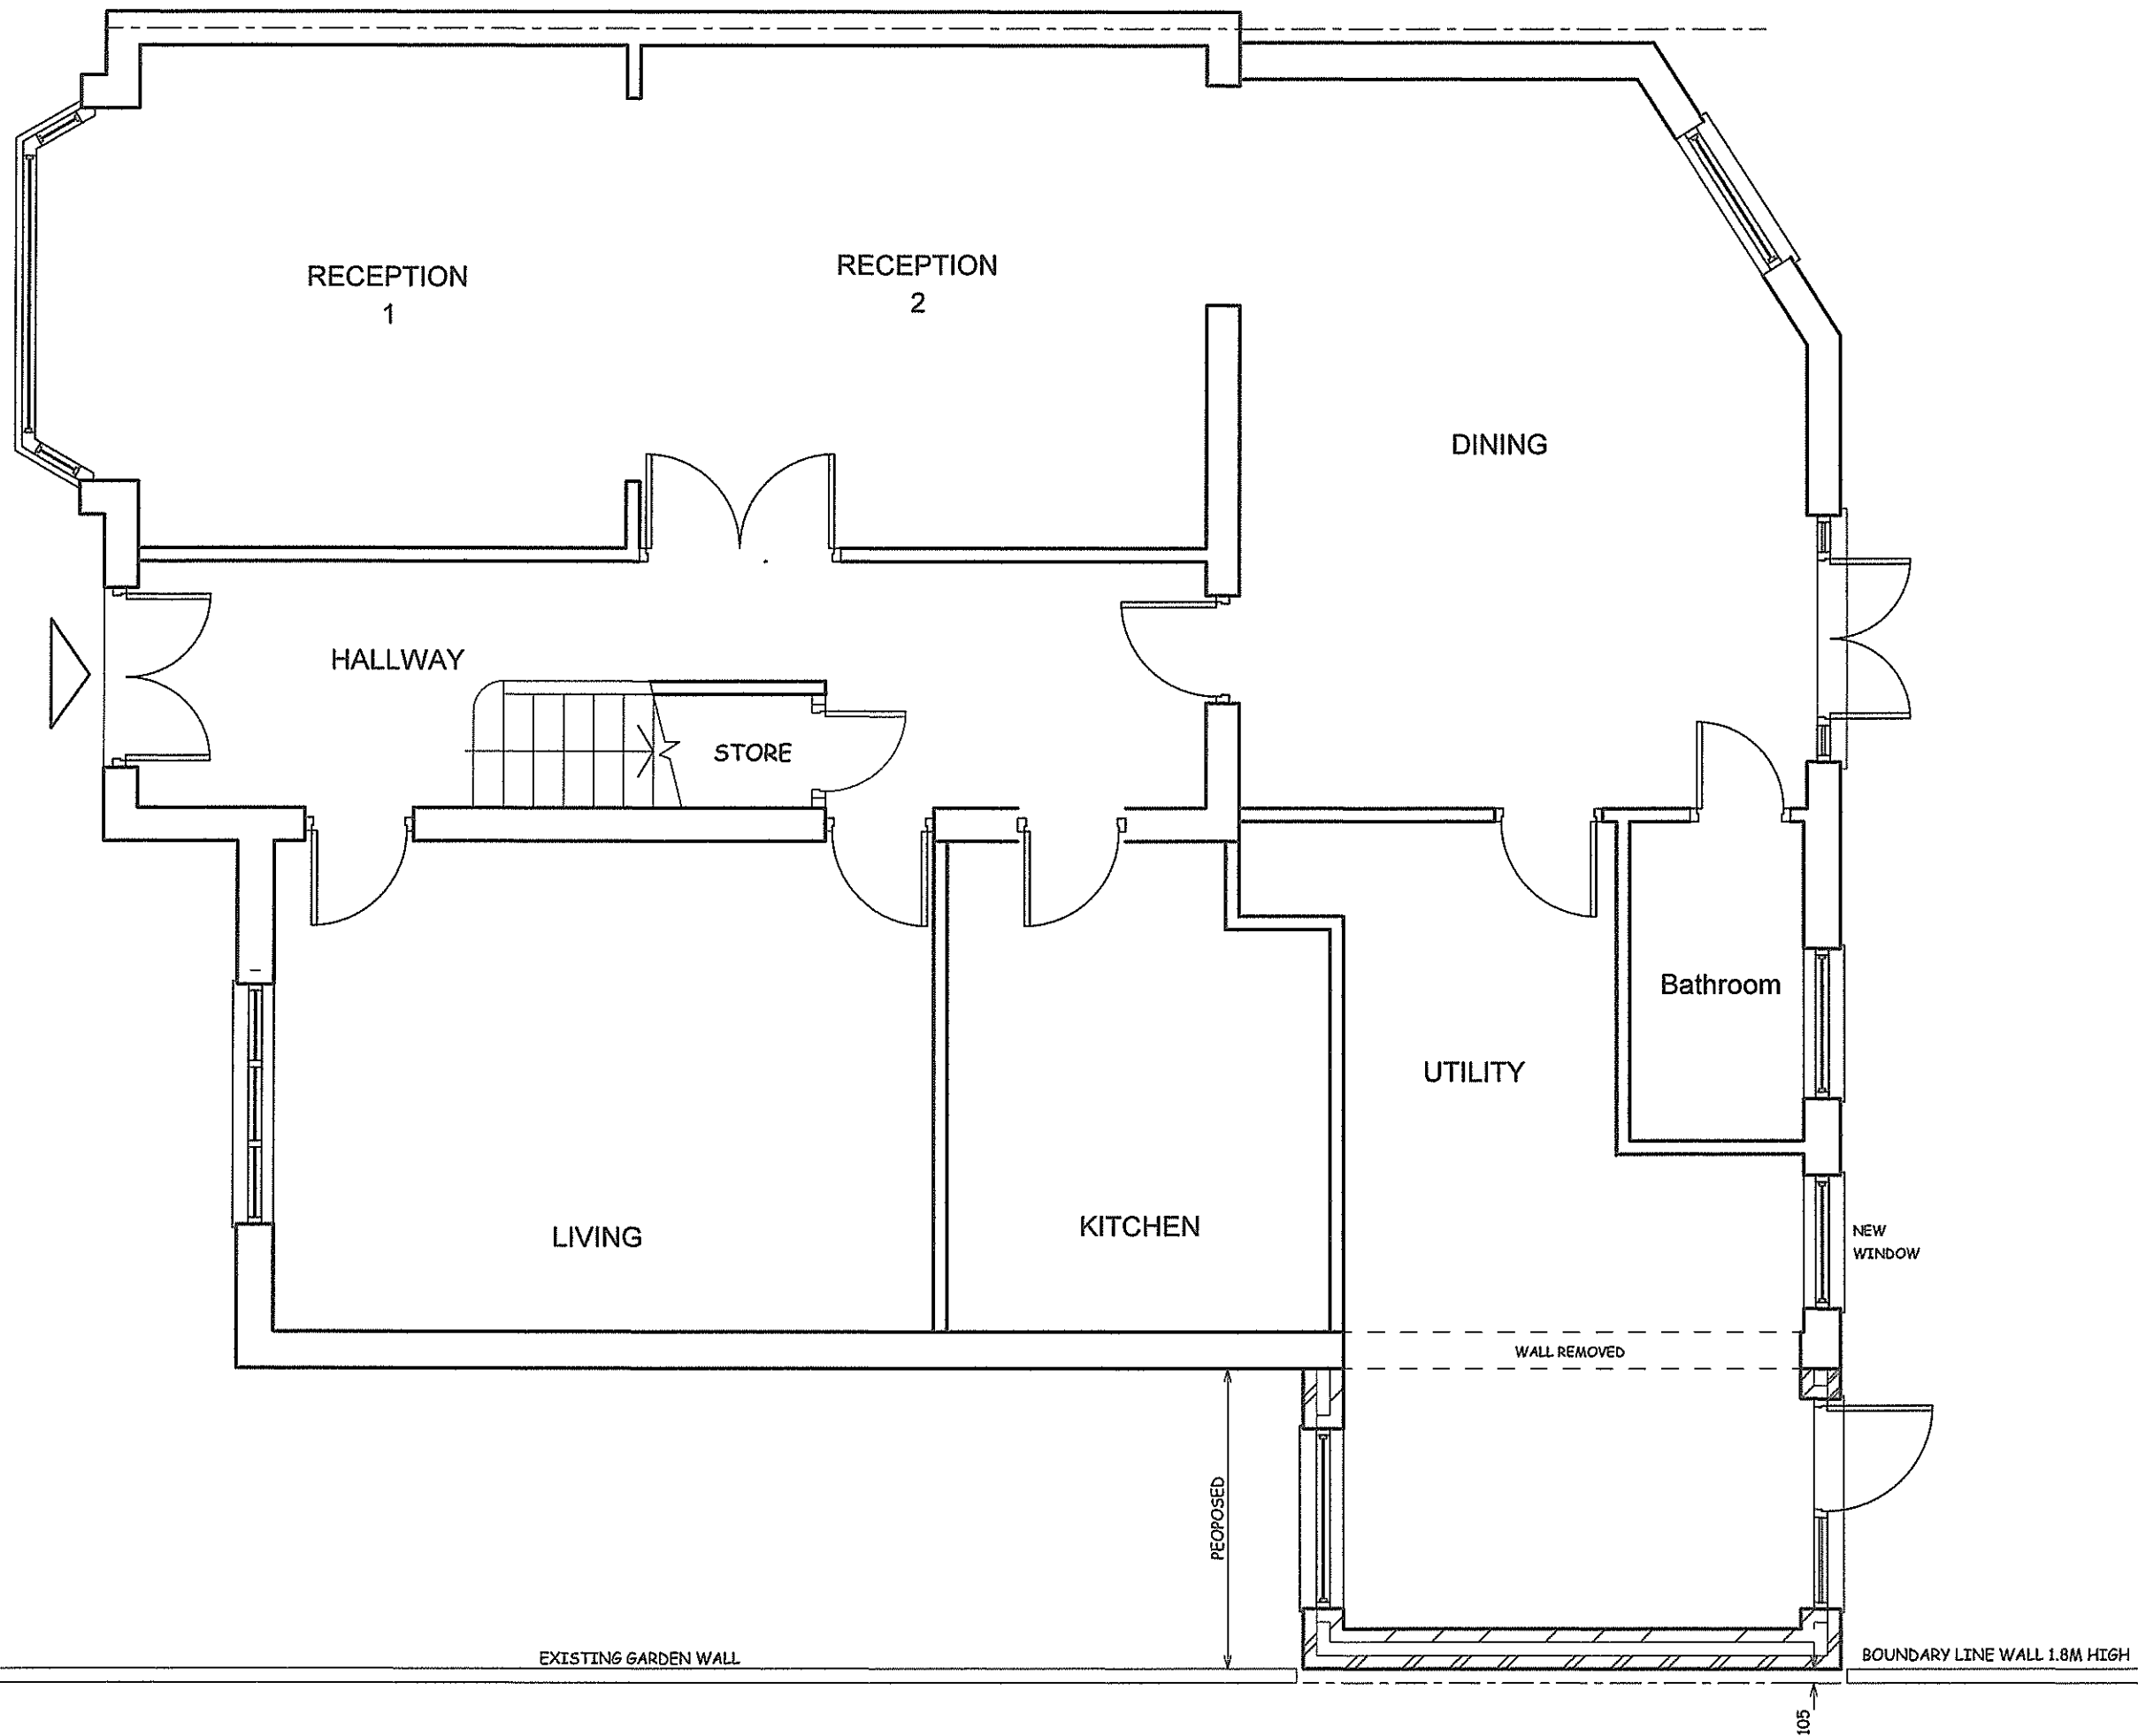 RECEPTION
1
RECEPTION
2
DINING
HALLWAY
STORE
Bathroom
UTILITY
LIVING
KITCHEN
NEW
WINDOW
WALL REMOVED
PEOPOSED
EXISTING GARDEN WALL
BOUNDARY LINE WALL 1.8M HIGH
105